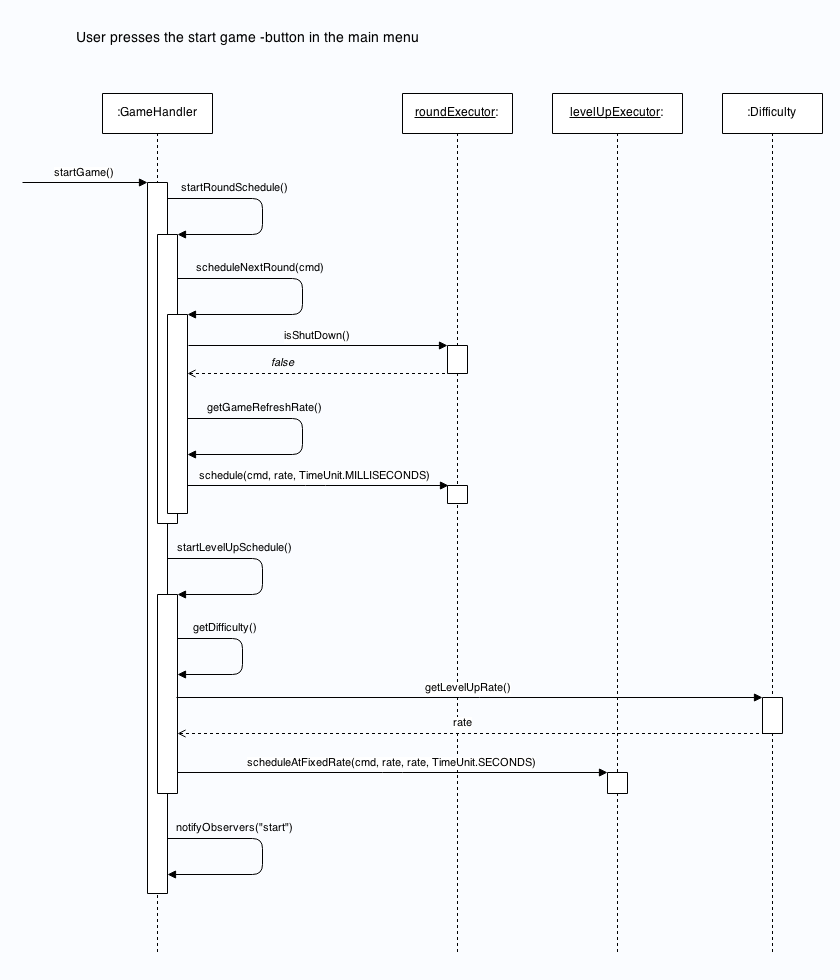 User presses the start game -button in the main menu
:GameHandler
roundExecutor:
levelUpExecutor:
:Difficulty
startGame()
startRoundSchedule()
scheduleNextRound(cmd)
isShutDown()
false
getGameRefreshRate()
schedule(cmd, rate, TimeUnit.MILLISECONDS)
startLevelUpSchedule()
getDifficulty()
getLevelUpRate()
rate
scheduleAtFixedRate(cmd, rate, rate, TimeUnit.SECONDS)
notifyObservers("start")